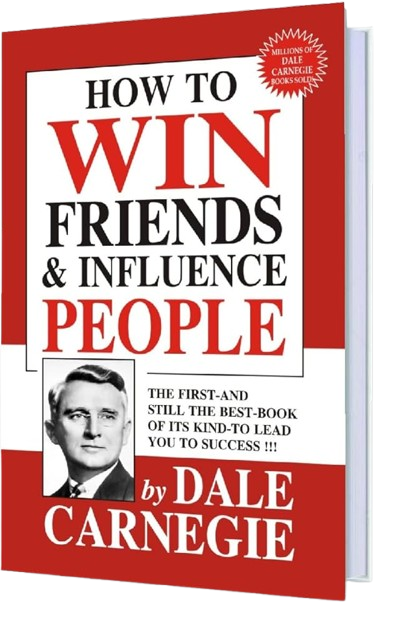 MILLIONS OF
DALE
CARNEGIE
BOOKS SOLD!
HOW TO
WIN
FRIENDS
& INFLUENCE
PEOPLE
THE FIRST-AND
STILL THE BEST-BOOK
OF ITS KIND-TO LEAD
YOU TO SUCCESS !!!
by DALE
CARNEGIE